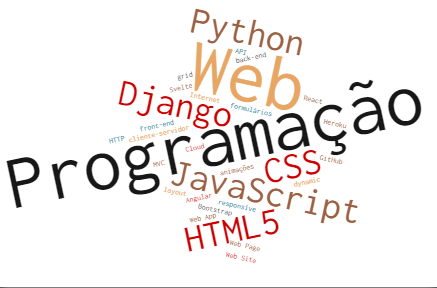 Python
API
back-end
Web
grid
Svelte
Internet
React
Django
formulários
Heroku
front-end
HTTP
cliente-servidor
Programação
Cloud
MVC
animações
CSS
GitHub
JavaScript
dynamic
layout
Angular
responsive
Bootstrap
Web App
HTML5
Web Page
Web Site